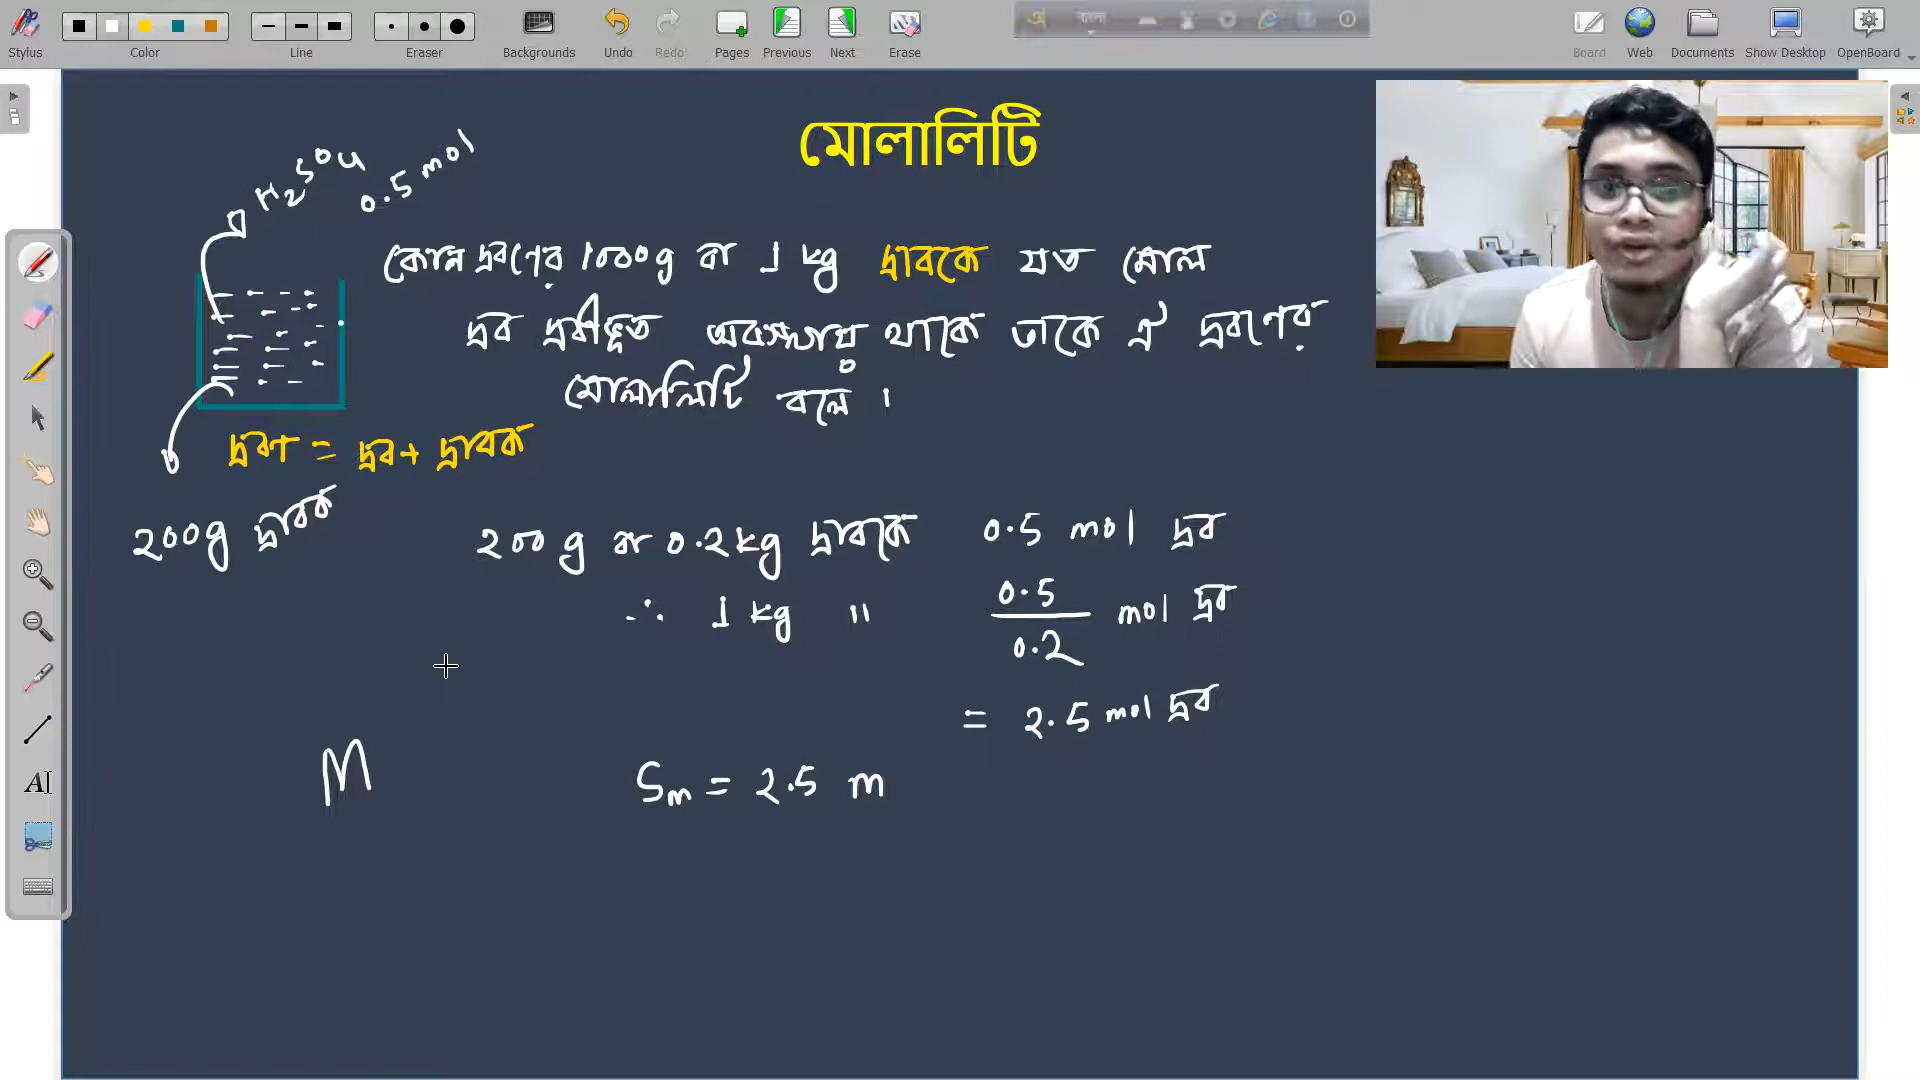 Stylus Color Line Eraser Backgrounds Undo Redo Pages Previous Next Erase Board Web Documents Show Desktop OpenBoard
মোলালিটি
H₂SO₄ 0.5 mol
কোন দ্রবণের 1000g বা 1 kg দ্রাবকে যত মোল
দ্রব দ্রবীভূত অবস্থায় থাকে তাকে ঐ দ্রবণের
মোলালিটি বলে ।
দ্রবণ = দ্রব + দ্রাবক
200g দ্রাবক
200 g বা 0.2 kg দ্রাবকে 0.5 mol দ্রব
∴ 1 kg " 0.5/0.2 mol দ্রব
= 2.5 mol দ্রব
M
Sm = 2.5 m